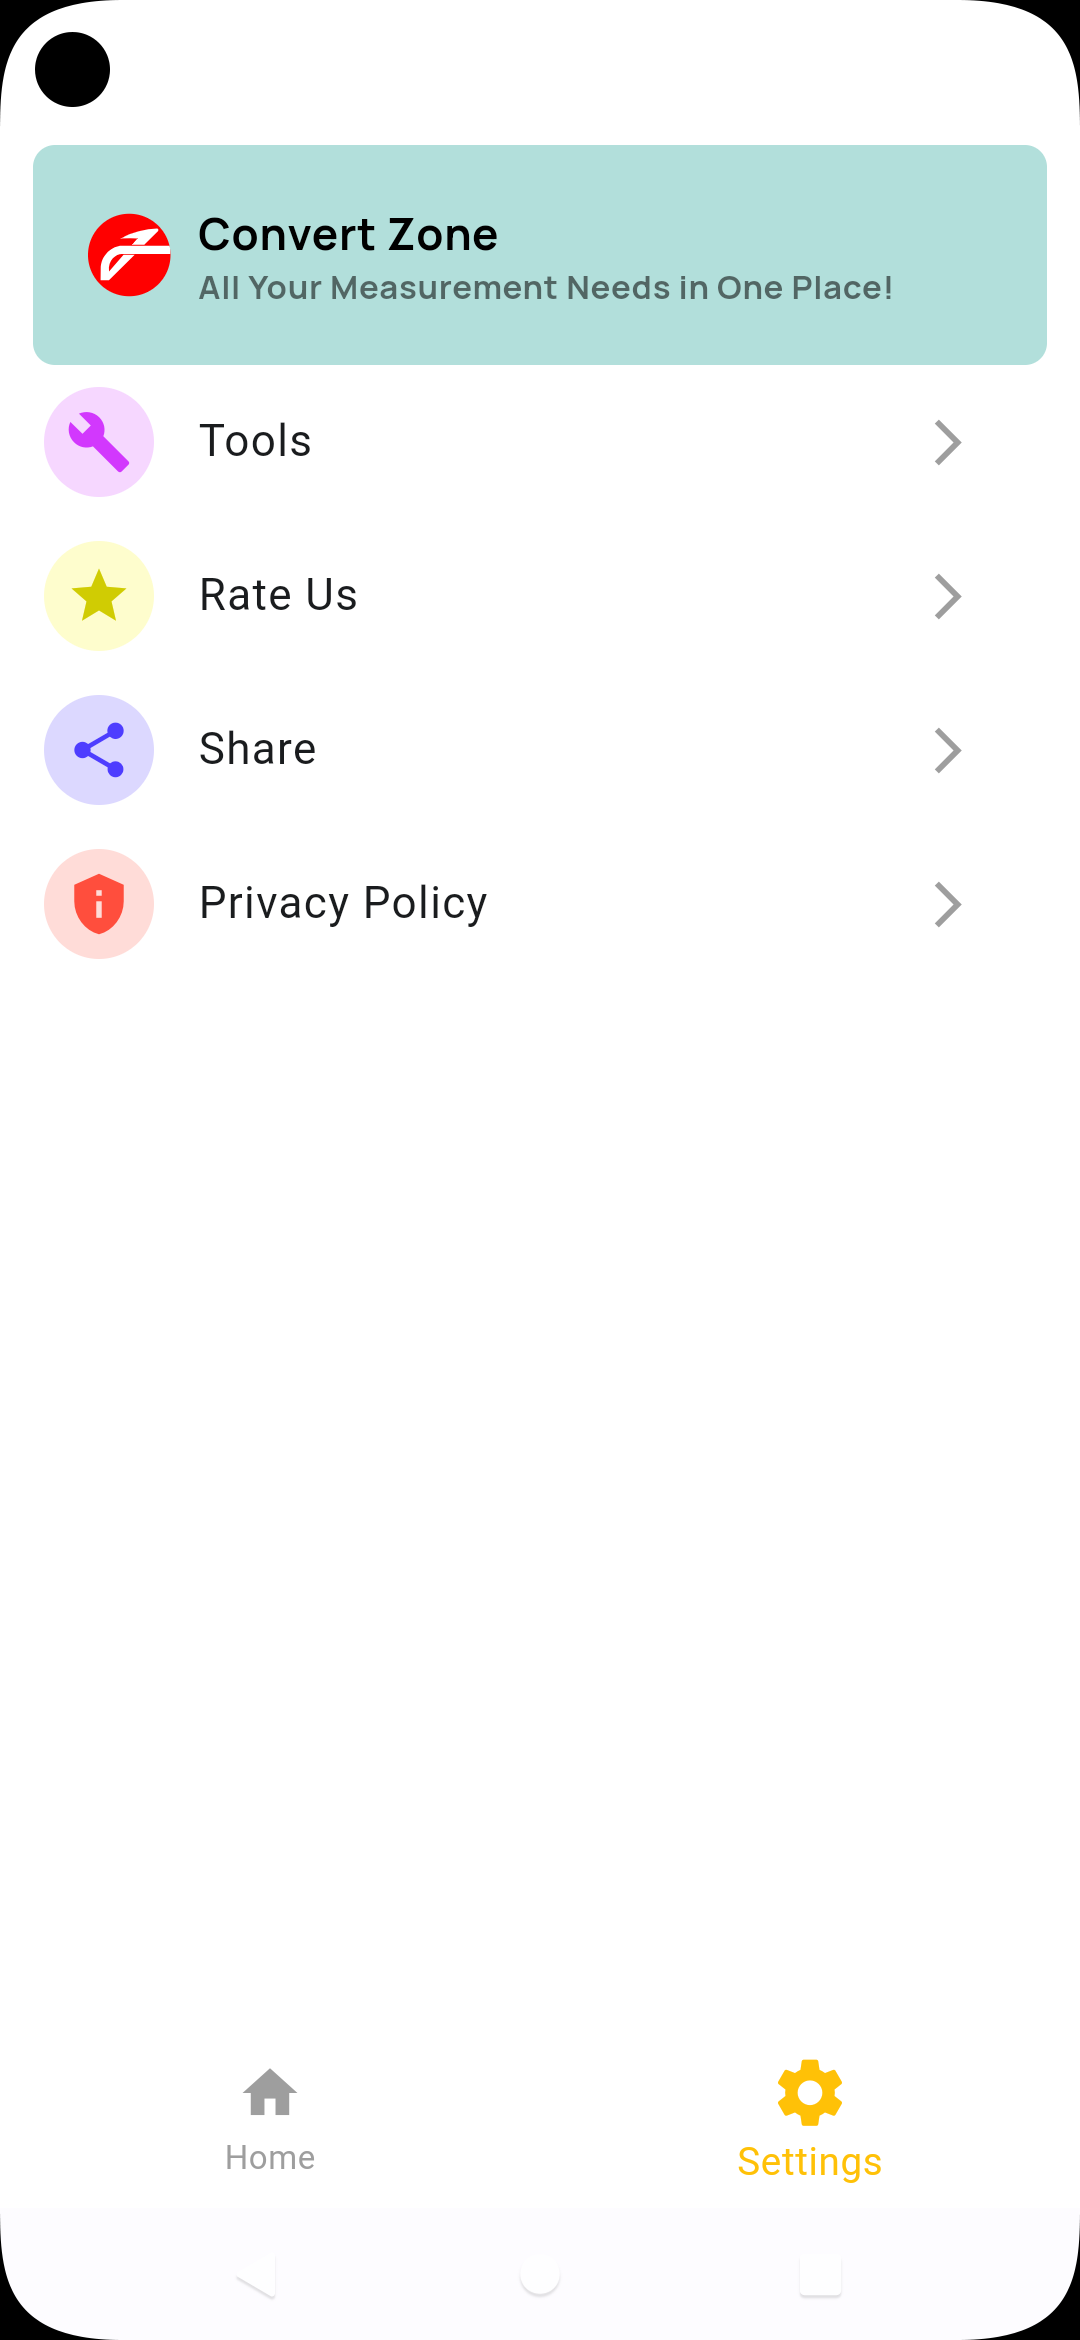 Convert Zone
All Your Measurement Needs in One Place!
Tools
Rate Us
Share
Privacy Policy
Home
Settings